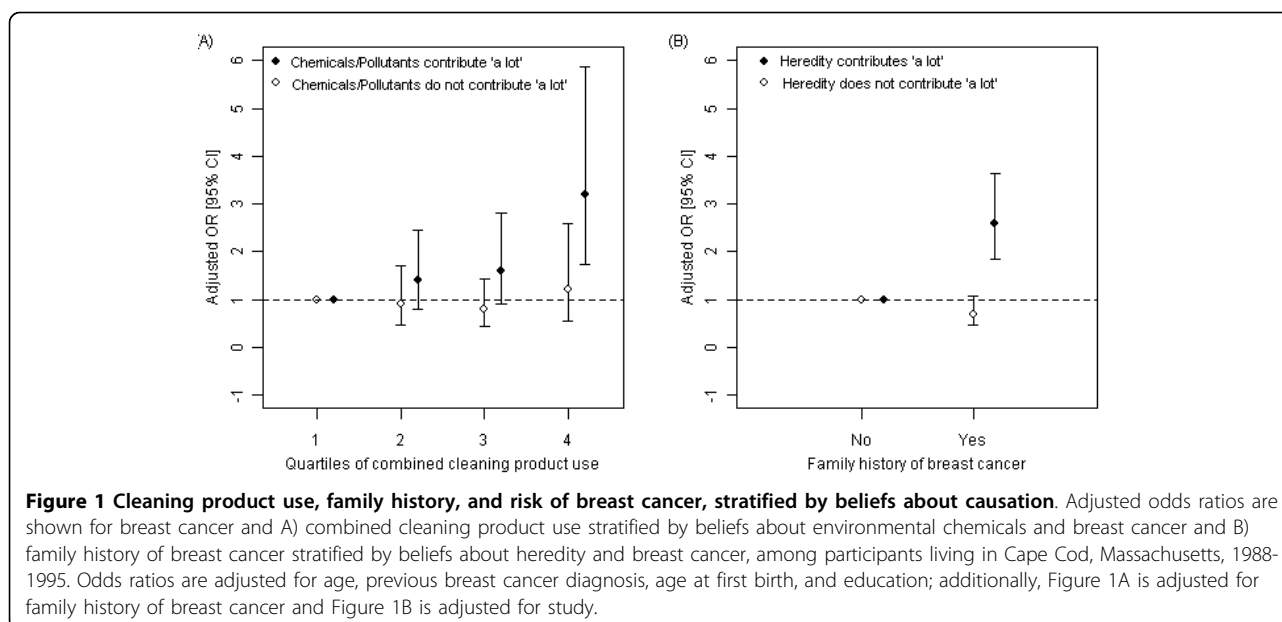 (A)
◆ Chemicals/Pollutants contribute 'a lot'
◇ Chemicals/Pollutants do not contribute 'a lot'
Adjusted OR [95% CI]
6
5
4
3
2
1
0
-1
1 2 3 4
Quartiles of combined cleaning product use
(B)
◆ Heredity contributes 'a lot'
◇ Heredity does not contribute 'a lot'
Adjusted OR [95% CI]
6
5
4
3
2
1
0
-1
No Yes
Family history of breast cancer
Figure 1 Cleaning product use, family history, and risk of breast cancer, stratified by beliefs about causation. Adjusted odds ratios are
shown for breast cancer and A) combined cleaning product use stratified by beliefs about environmental chemicals and breast cancer and B)
family history of breast cancer stratified by beliefs about heredity and breast cancer, among participants living in Cape Cod, Massachusetts, 1988-
1995. Odds ratios are adjusted for age, previous breast cancer diagnosis, age at first birth, and education; additionally, Figure 1A is adjusted for
family history of breast cancer and Figure 1B is adjusted for study.